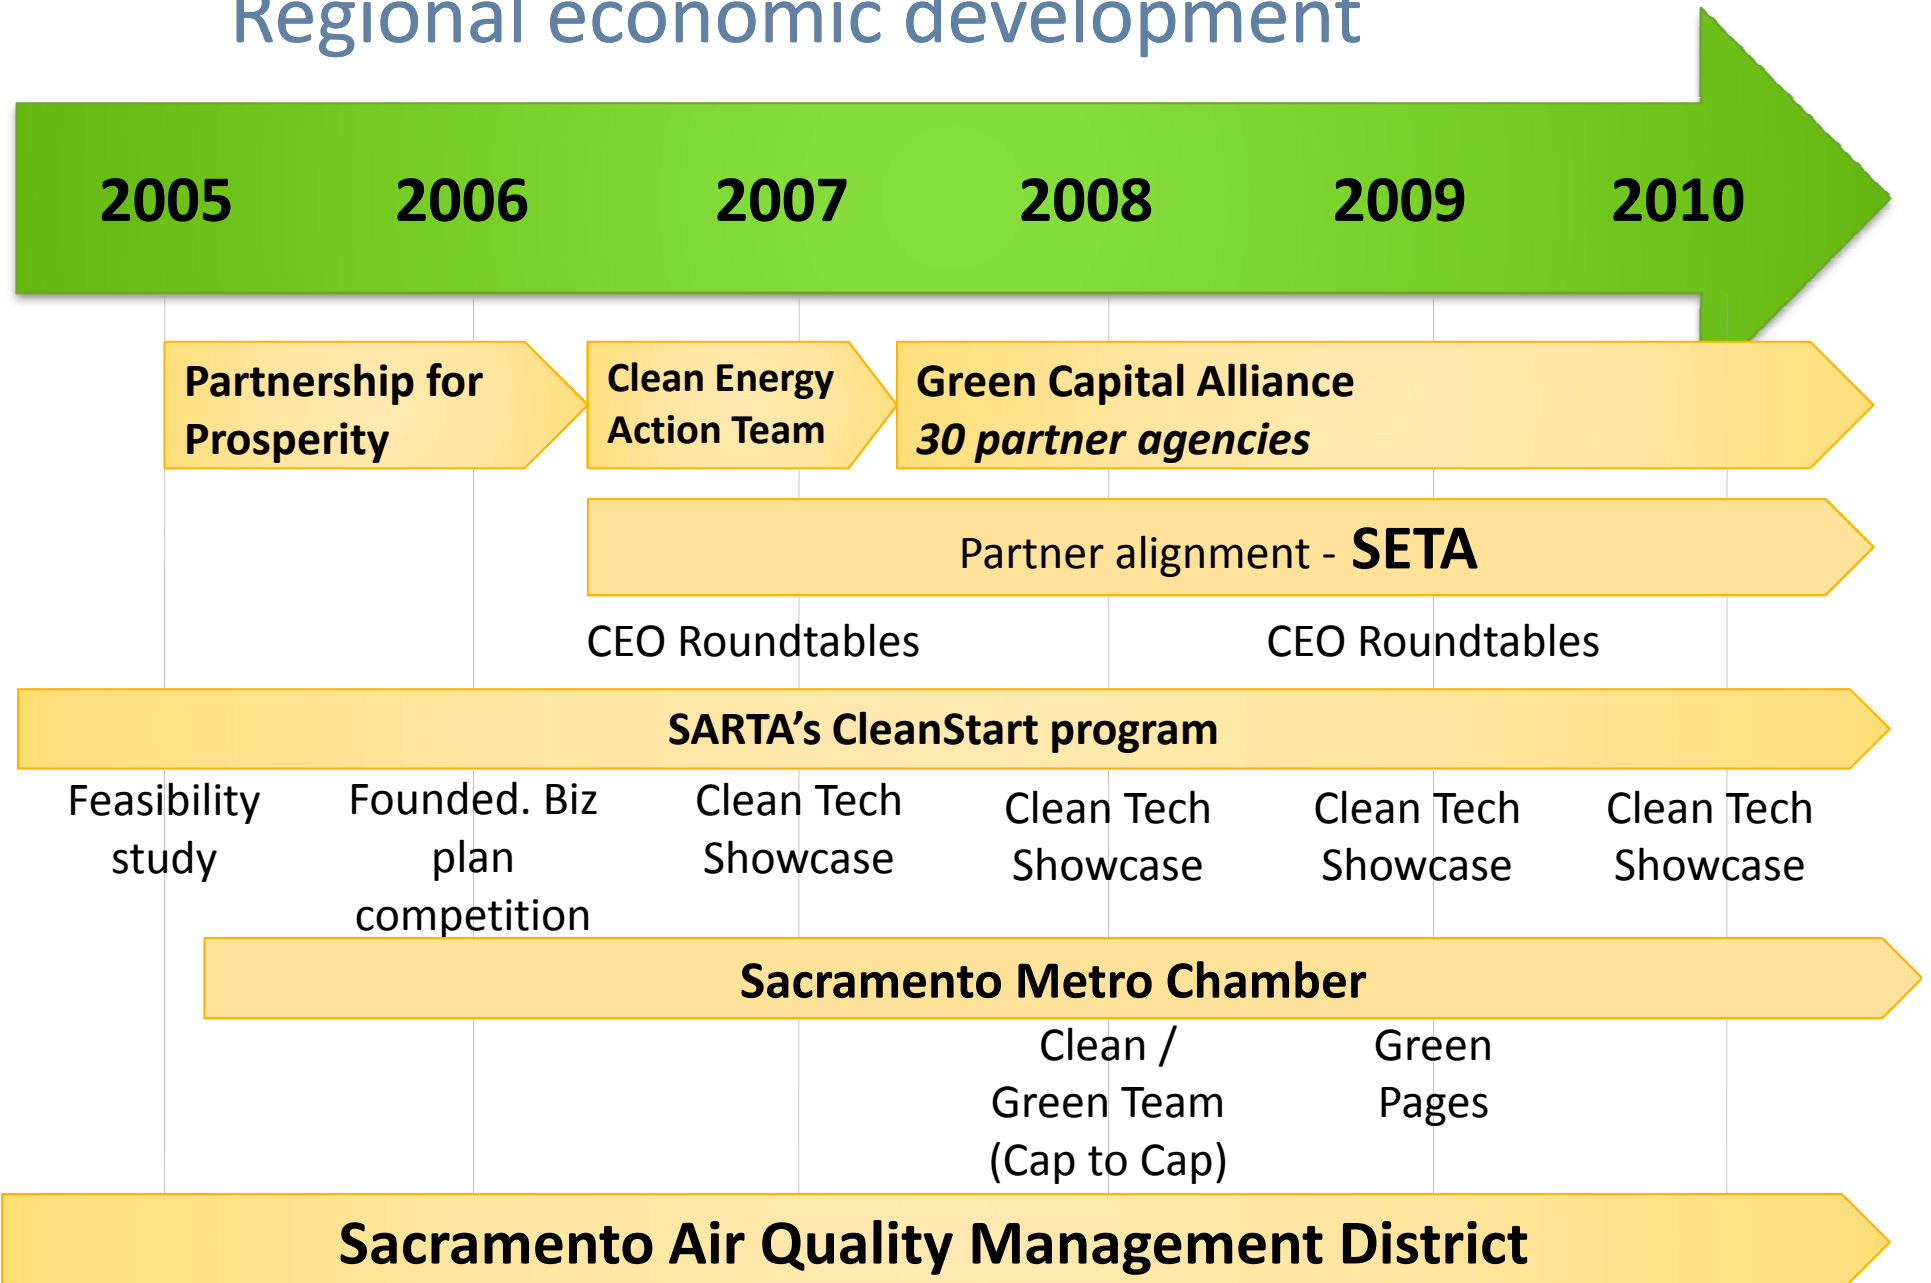 Regional economic development
2005 2006 2007 2008 2009 2010
Partnership for
Prosperity
Clean Energy
Action Team
Green Capital Alliance
30 partner agencies
Partner alignment - SETA
CEO Roundtables
CEO Roundtables
SARTA’s CleanStart program
Feasibility
study
Founded. Biz
plan
competition
Clean Tech
Showcase
Clean Tech
Showcase
Clean Tech
Showcase
Clean Tech
Showcase
Sacramento Metro Chamber
Clean /
Green Team
(Cap to Cap)
Green
Pages
Sacramento Air Quality Management District